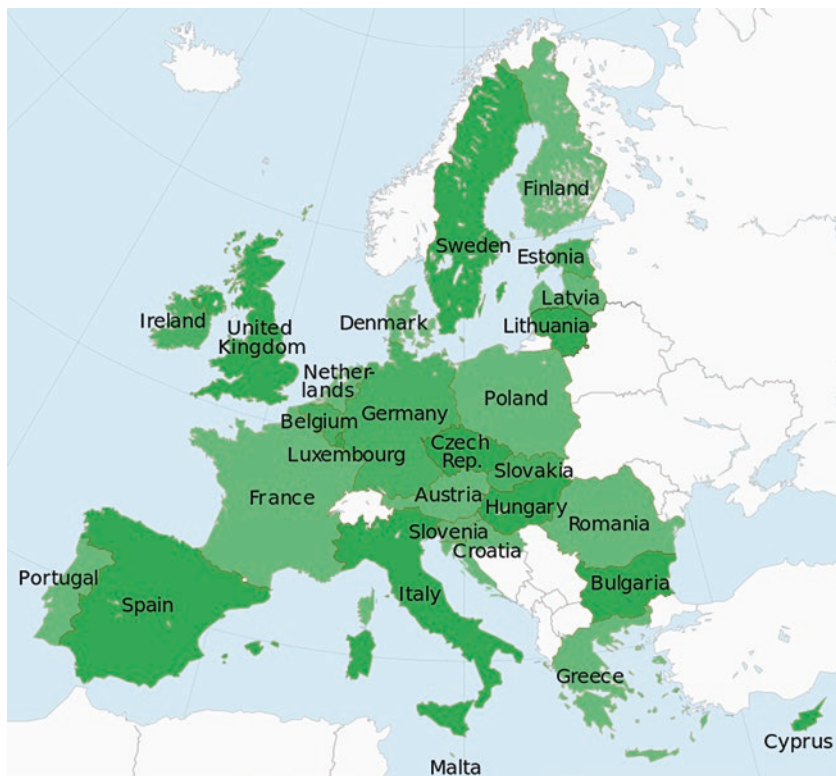 Finland
Sweden
Estonia
Latvia
Ireland
United
Kingdom
Denmark
Lithuania
Nether-
lands
Poland
Belgium
Germany
Czech
Rep.
Luxembourg
Slovakia
France
Austria
Hungary
Slovenia
Romania
Croatia
Portugal
Spain
Italy
Bulgaria
Greece
Cyprus
Malta